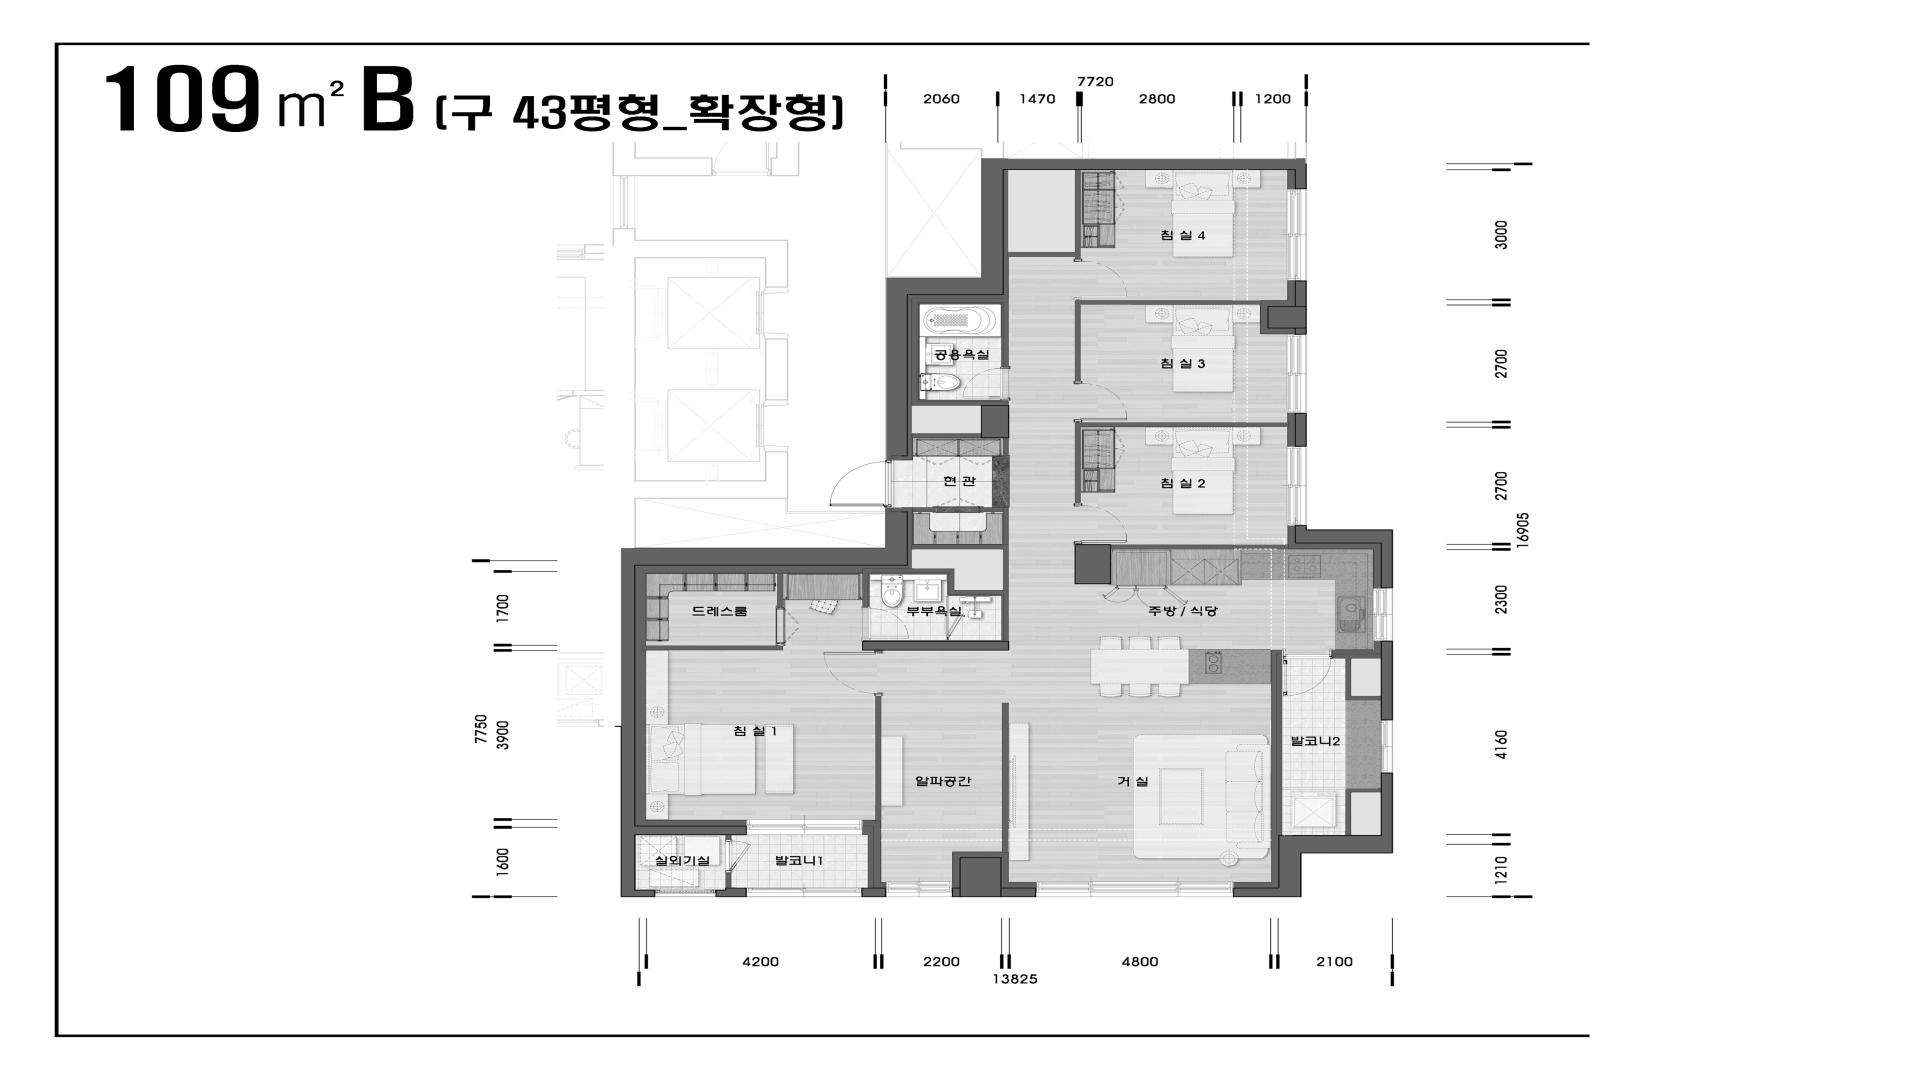 109 m² B (구 43평형_확장형)
7720
2060 1470 2800 1200
침 실 4
3000
공용욕실
침 실 3
2700
현 관
침 실 2
2700
16905
드레스룸
부부욕실
주방 / 식당
1700
2300
침 실 1
7750
3900
알파공간
거 실
발코니2
4160
실외기실
발코니1
1600
1210
4200 2200 4800 2100
13825